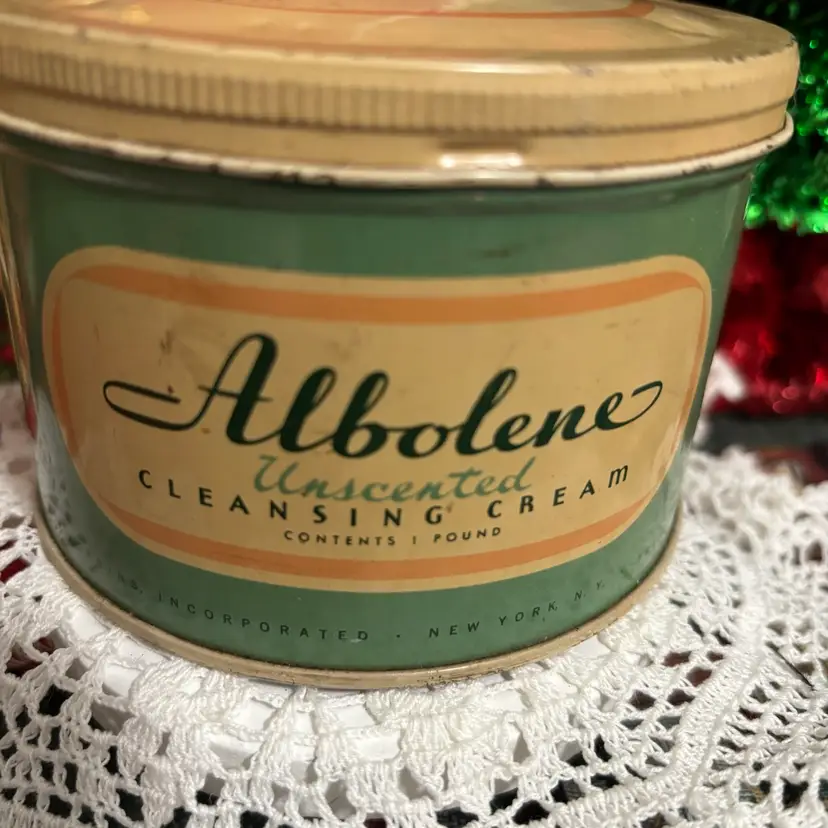 Albolene
Unscented
CLEANSING CREAM
CONTENTS 1 POUND
INCORPORATED · NEW YORK, N.Y.